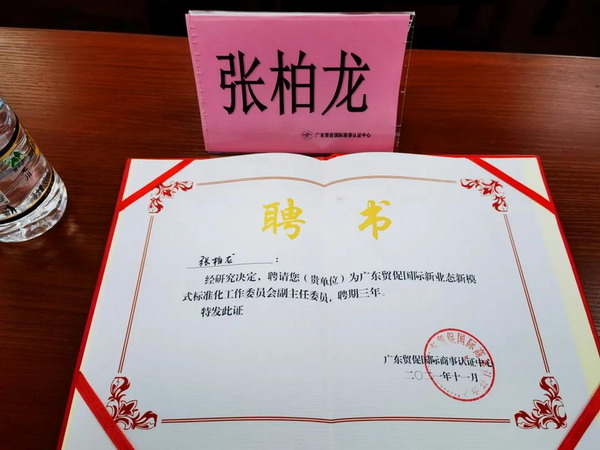 张柏龙
广东贸促国际商事认证中心
聘书
张柏龙：
经研究决定，聘请您（贵单位）为广东贸促国际新业态新模
式标准化工作委员会副主任委员，聘期三年。
特发此证
广东贸促国际商事认证中心
二〇二一年十一月